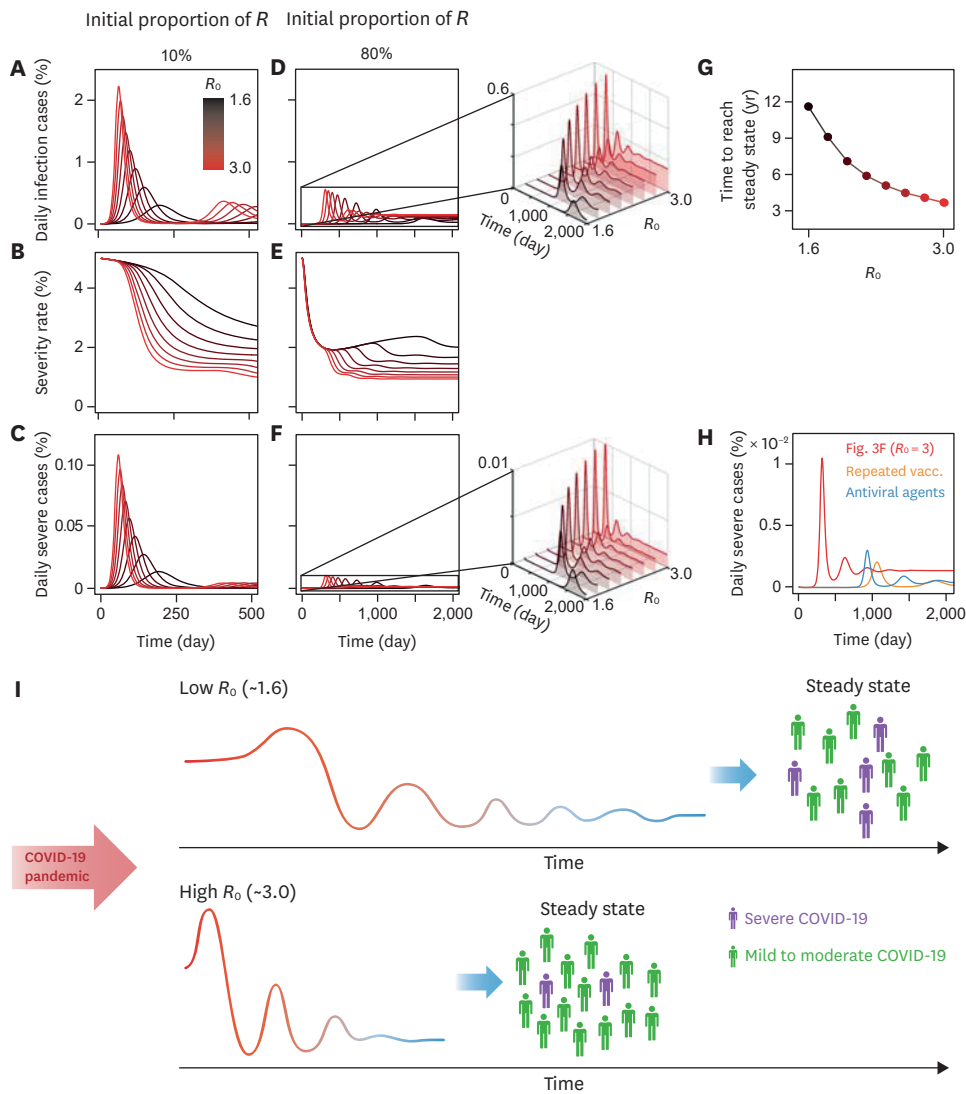 Initial proportion of R Initial proportion of R
10% 80%
A
Daily infection cases (%)
2
1
0
R₀
1.6
3.0
D
0.6
0
0
1,000
2,000
Time (day)
1.6
R₀
3.0
G
Time to reach
steady state (yr)
12
9
6
3
1.6 3.0
R₀
B
Severity rate (%)
4
2
0
E
C
Daily severe cases (%)
0.10
0.05
0
0 250 500
Time (day)
F
0 1,000 2,000
Time (day)
0.01
0
0
1,000
2,000
Time (day)
1.6
R₀
3.0
H
Daily severe cases (%)
× 10⁻²
1
0.5
0
Fig. 3F (R₀ = 3)
Repeated vacc.
Antiviral agents
0 1,000 2,000
Time (day)
I
COVID-19
pandemic
Low R₀ (~1.6)
Steady state
Time
High R₀ (~3.0)
Steady state
Severe COVID-19
Mild to moderate COVID-19
Time